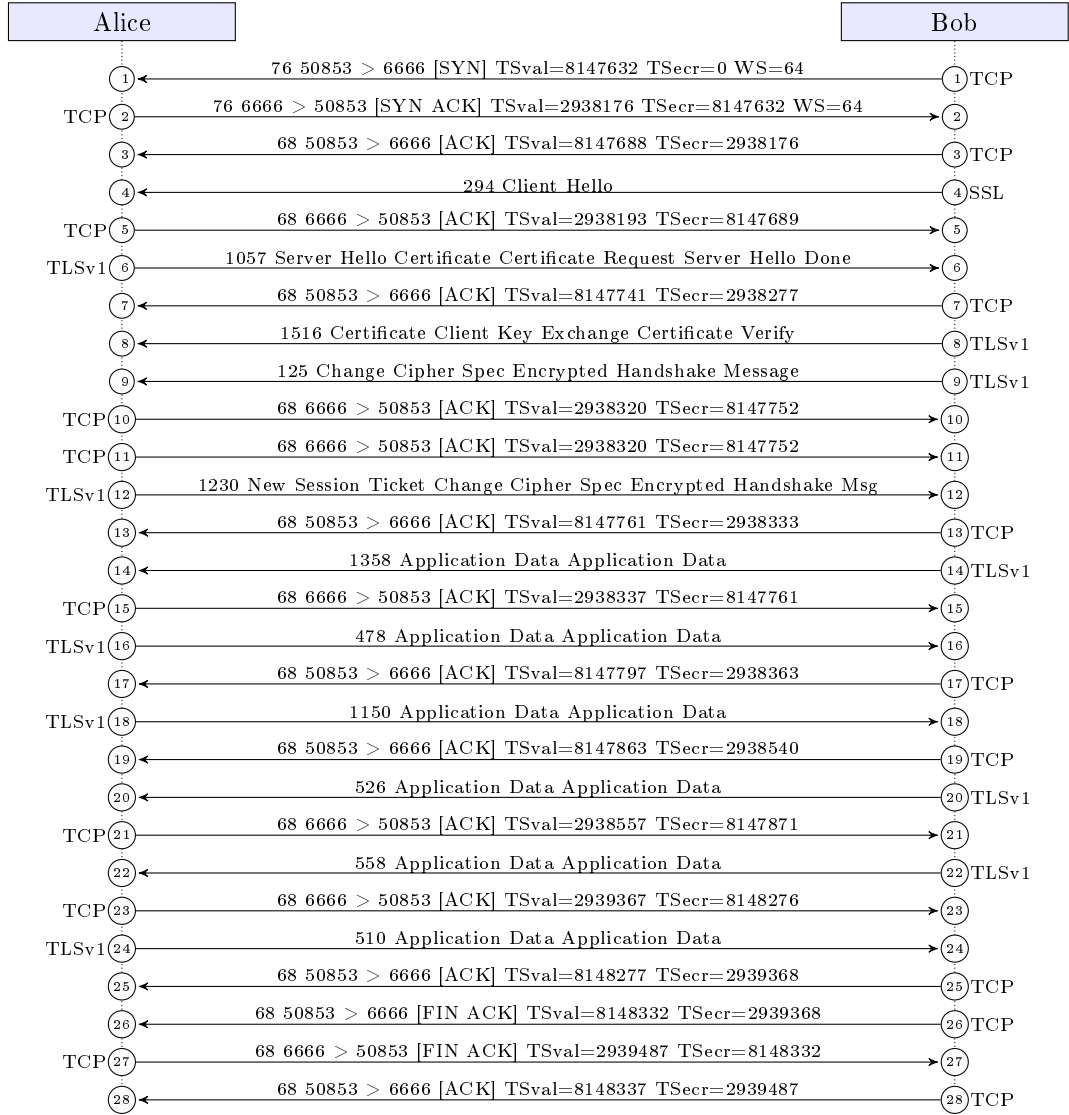 Alice Bob
76 50853 > 6666 [SYN] TSval=8147632 TSecr=0 WS=64
1 1 TCP
76 6666 > 50853 [SYN ACK] TSval=2938176 TSecr=8147632 WS=64
TCP 2 2
68 50853 > 6666 [ACK] TSval=8147688 TSecr=2938176
3 3 TCP
294 Client Hello
4 4 SSL
68 6666 > 50853 [ACK] TSval=2938193 TSecr=8147689
TCP 5 5
1057 Server Hello Certificate Certificate Request Server Hello Done
TLSv1 6 6
68 50853 > 6666 [ACK] TSval=8147741 TSecr=2938277
7 7 TCP
1516 Certificate Client Key Exchange Certificate Verify
8 8 TLSv1
125 Change Cipher Spec Encrypted Handshake Message
9 9 TLSv1
68 6666 > 50853 [ACK] TSval=2938320 TSecr=8147752
TCP 10 10
68 6666 > 50853 [ACK] TSval=2938320 TSecr=8147752
TCP 11 11
1230 New Session Ticket Change Cipher Spec Encrypted Handshake Msg
TLSv1 12 12
68 50853 > 6666 [ACK] TSval=8147761 TSecr=2938333
13 13 TCP
1358 Application Data Application Data
14 14 TLSv1
68 6666 > 50853 [ACK] TSval=2938337 TSecr=8147761
TCP 15 15
478 Application Data Application Data
TLSv1 16 16
68 50853 > 6666 [ACK] TSval=8147797 TSecr=2938363
17 17 TCP
1150 Application Data Application Data
TLSv1 18 18
68 50853 > 6666 [ACK] TSval=8147863 TSecr=2938540
19 19 TCP
526 Application Data Application Data
20 20 TLSv1
68 6666 > 50853 [ACK] TSval=2938557 TSecr=8147871
TCP 21 21
558 Application Data Application Data
22 22 TLSv1
68 6666 > 50853 [ACK] TSval=2939367 TSecr=8148276
TCP 23 23
510 Application Data Application Data
TLSv1 24 24
68 50853 > 6666 [ACK] TSval=8148277 TSecr=2939368
25 25 TCP
68 50853 > 6666 [FIN ACK] TSval=8148332 TSecr=2939368
26 26 TCP
68 6666 > 50853 [FIN ACK] TSval=2939487 TSecr=8148332
TCP 27 27
68 50853 > 6666 [ACK] TSval=8148337 TSecr=2939487
28 28 TCP